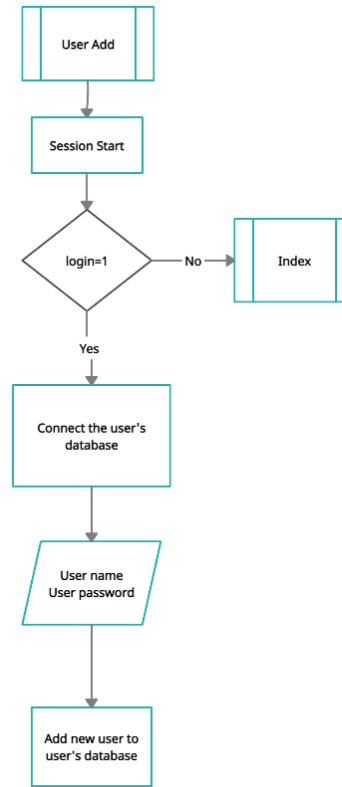 User Add
Session Start
login=1
No
Index
Yes
Connect the user's
database
User name
User password
Add new user to
user's database